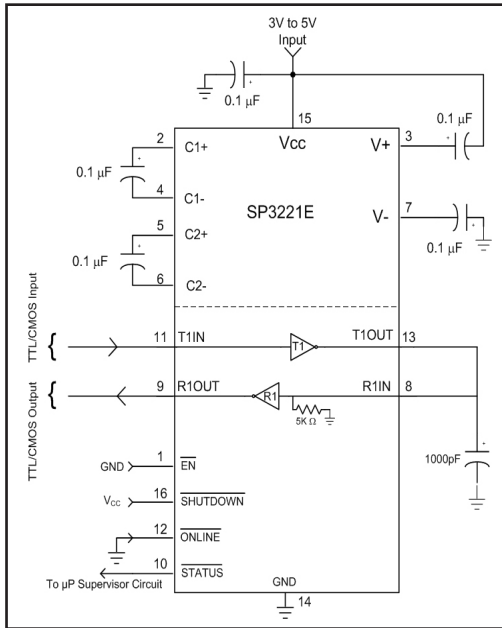 3V to 5V
Input
0.1 µF
15
Vcc
2
C1+
0.1 µF
4
C1-
5
C2+
0.1 µF
6
C2-
SP3221E
V+
3
0.1 µF
V-
7
0.1 µF
TTL/CMOS Input
11
T1IN
T1
T1OUT
13
TTL/CMOS Output
9
R1OUT
R1
5K Ω
R1IN
8
1000pF
GND
1
EN
Vcc
16
SHUTDOWN
12
ONLINE
10
STATUS
To µP Supervisor Circuit
GND
14